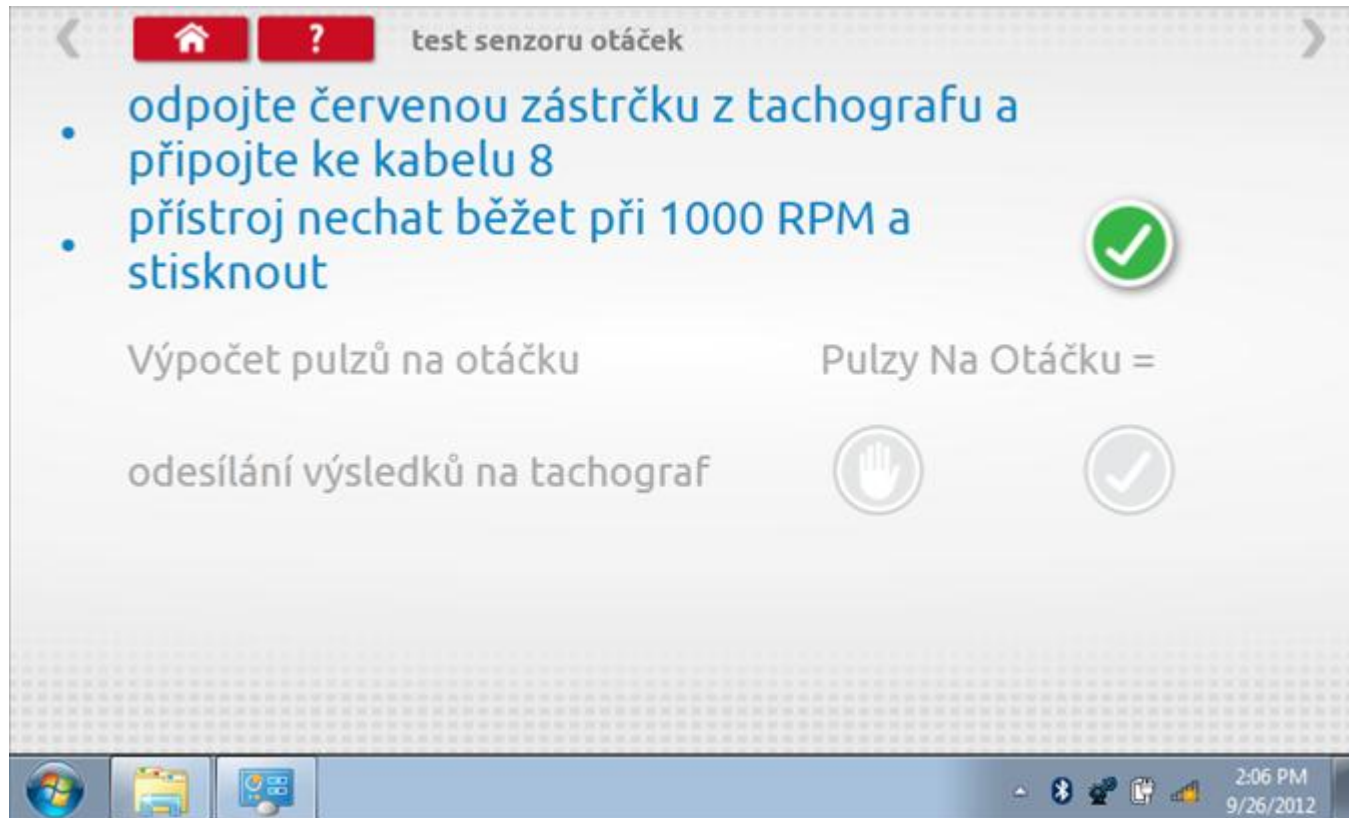 ? test senzoru otáček
• odpojte červenou zástrčku z tachografu a
připojte ke kabelu 8
• přístroj nechat běžet při 1000 RPM a
stisknout
Výpočet pulzů na otáčku Pulzy Na Otáčku =
odesílání výsledků na tachograf
2:06 PM
9/26/2012